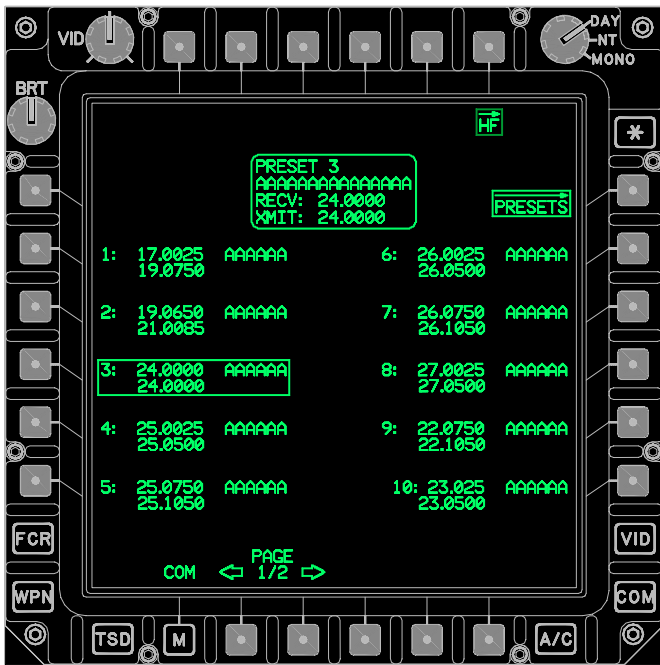 VID
DAY
NT
MONO
BRT
HF
*
PRESET 3
AAAAAAAAAAAAAAA
RECV: 24.0000
XMIT: 24.0000
PRESETS
1: 17.0025 AAAAAA
19.0750
6: 26.0025 AAAAAA
26.0500
2: 19.0650 AAAAAA
21.0085
7: 26.0750 AAAAAA
26.1050
3: 24.0000 AAAAAA
24.0000
8: 27.0025 AAAAAA
27.0500
4: 25.0025 AAAAAA
25.0500
9: 22.0750 AAAAAA
22.1050
5: 25.0750 AAAAAA
25.1050
10: 23.025 AAAAAA
23.0500
FCR
VID
PAGE
COM 1/2
WPN
COM
TSD
M
A/C